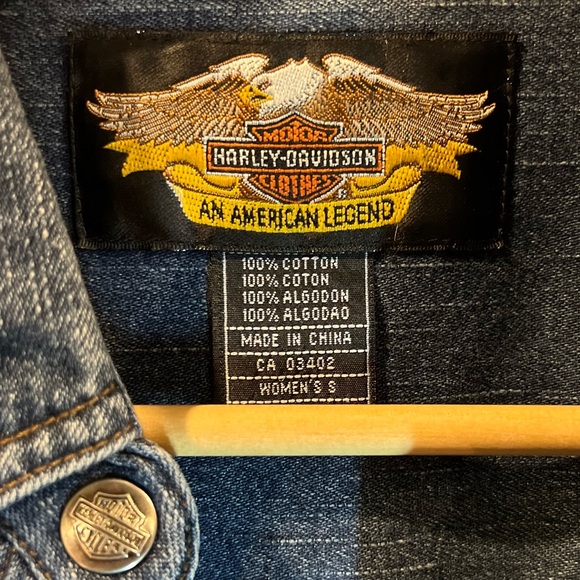 MOTOR
HARLEY-DAVIDSON
CLOTHES
AN AMERICAN LEGEND
100% COTTON
100% COTON
100% ALGODON
100% ALGODAO
MADE IN CHINA
CA 03402
WOMEN'S S